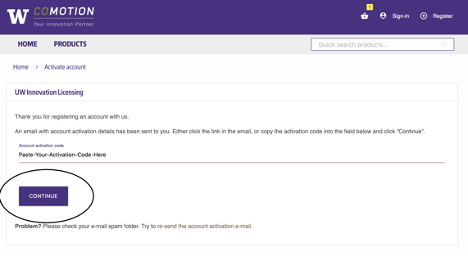 W COMOTION
Your Innovation Partner
Sign-in
Register
HOME PRODUCTS
Quick search products...
Home > Activate account
UW Innovation Licensing
Thank you for registering an account with us.
An email with account activation details has been sent to you. Either click the link in the email, or copy the activation code into the field below and click "Continue".
Account activation code
Paste-Your-Activation-Code-Here
CONTINUE
Problem? Please check your e-mail spam folder. Try to re-send the account activation e-mail.